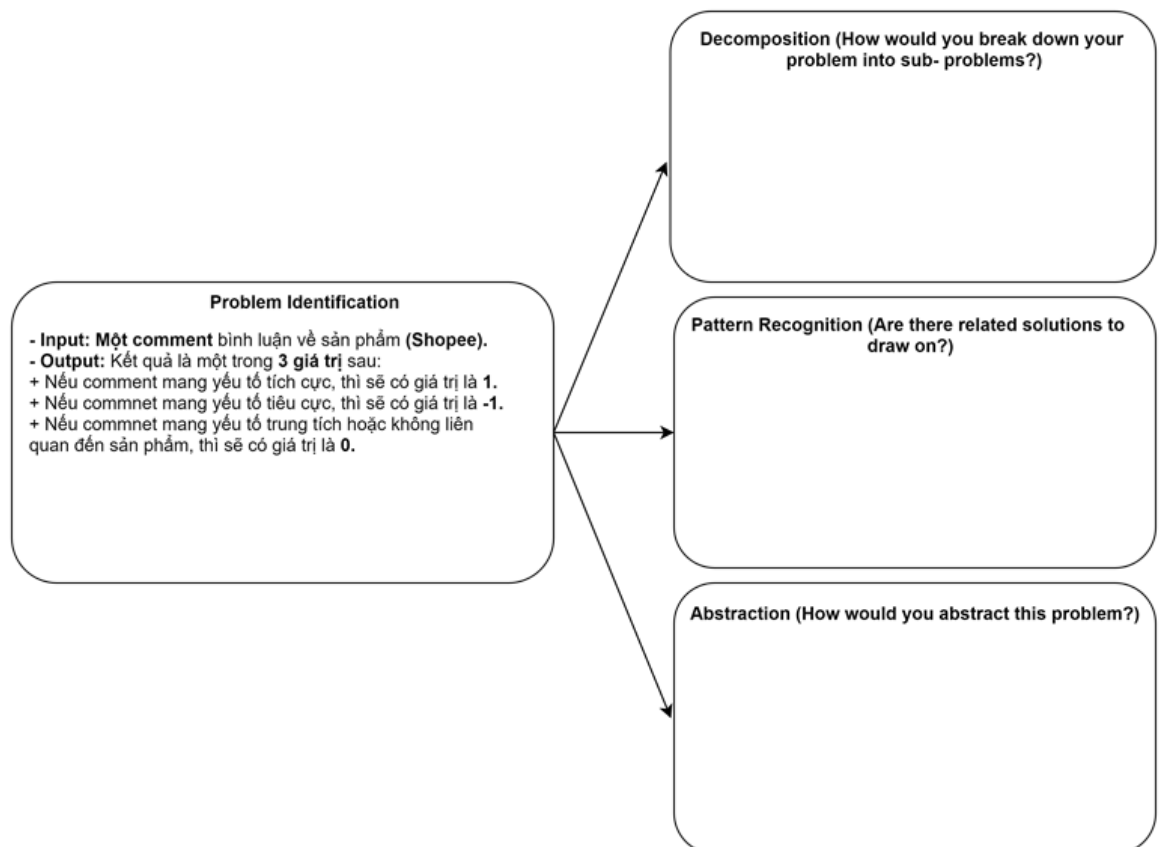 Decomposition (How would you break down your
problem into sub- problems?)
Problem Identification
- Input: Một comment bình luận về sản phẩm (Shopee).
- Output: Kết quả là một trong 3 giá trị sau:
+ Nếu comment mang yếu tố tích cực, thì sẽ có giá trị là 1.
+ Nếu commnet mang yếu tố tiêu cực, thì sẽ có giá trị là -1.
+ Nếu commnet mang yếu tố trung tích hoặc không liên
quan đến sản phẩm, thì sẽ có giá trị là 0.
Pattern Recognition (Are there related solutions to
draw on?)
Abstraction (How would you abstract this problem?)